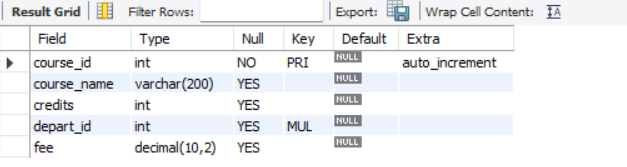 Result Grid Filter Rows: Export: Wrap Cell Content:
Field Type Null Key Default Extra
course_id int NO PRI NULL auto_increment
course_name varchar(200) YES NULL
credits int YES NULL
depart_id int YES MUL NULL
fee decimal(10,2) YES NULL